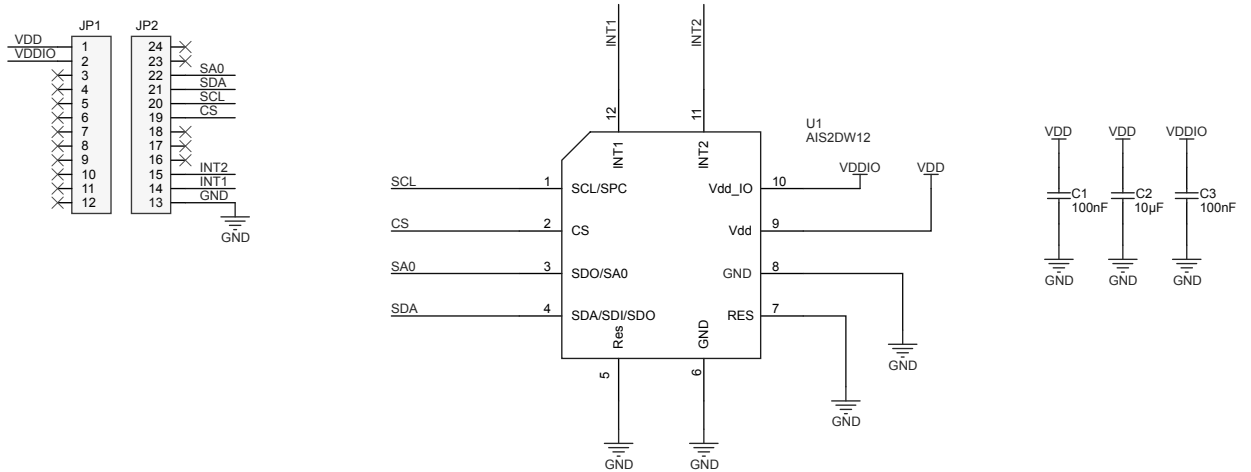 JP1
VDD
VDDIO
1
2
3
4
5
6
7
8
9
10
11
12
JP2
24
23
22 SA0
21 SDA
20 SCL
19 CS
18
17
16
15 INT2
14 INT1
13 GND
GND
INT1
INT2
12
11
U1
AIS2DW12
INT1
INT2
SCL 1 SCL/SPC
CS 2 CS
SA0 3 SDO/SA0
SDA 4 SDA/SDI/SDO
Vdd_IO 10 VDDIO
Vdd 9 VDD
GND 8
RES 7
Res
GND
5
6
GND
GND
GND
GND
VDD
C1
100nF
GND
VDD
C2
10µF
GND
VDDIO
C3
100nF
GND